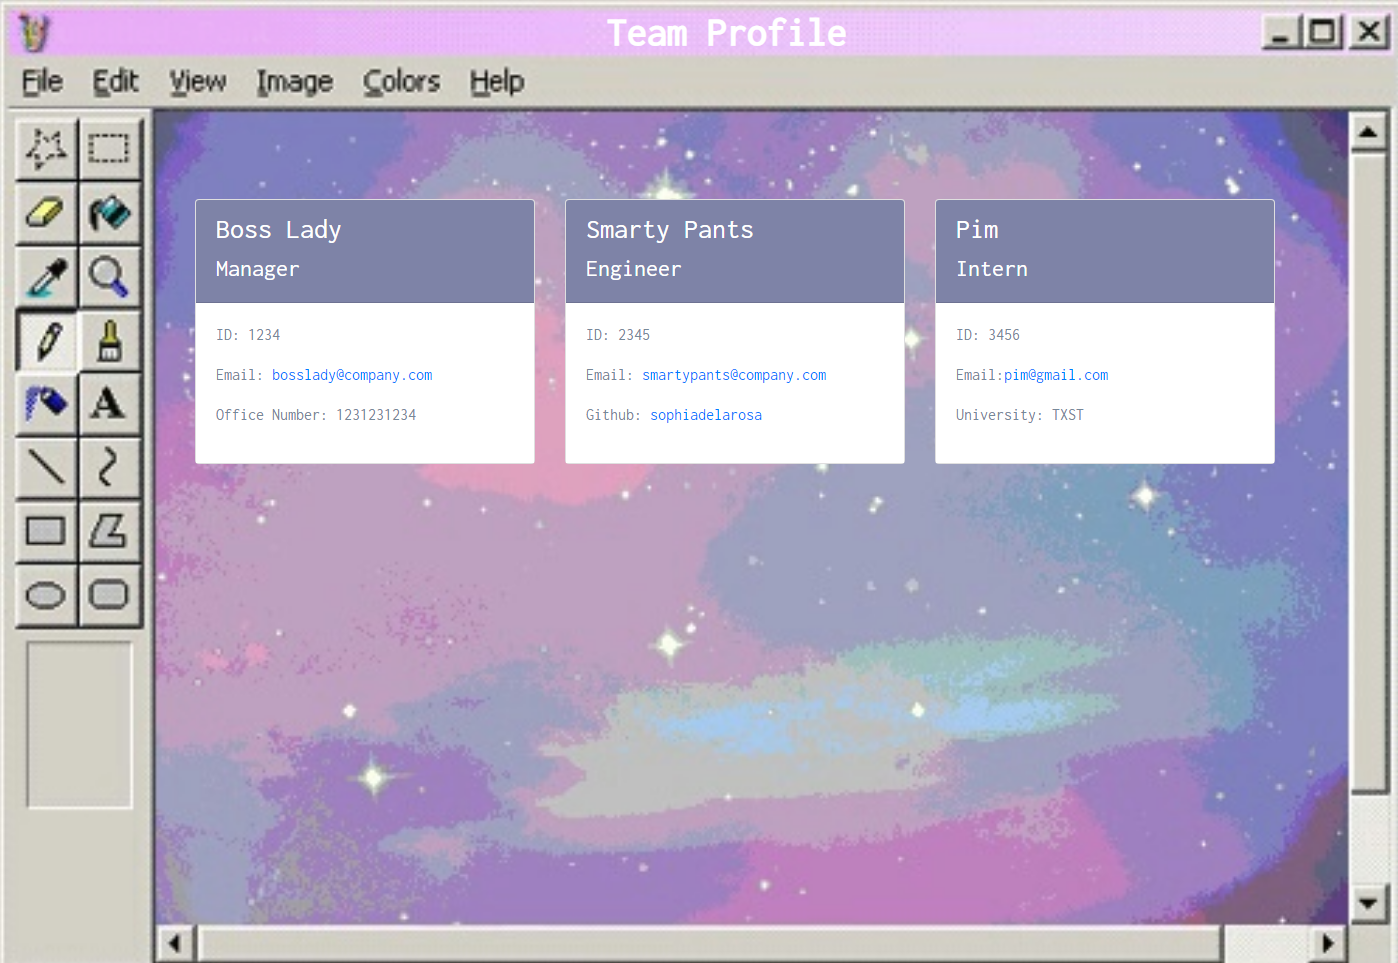 Team Profile
File Edit View Image Colors Help
A
Boss Lady
Manager
ID: 1234
Email: bosslady@company.com
Office Number: 1231231234
Smarty Pants
Engineer
ID: 2345
Email: smartypants@company.com
Github: sophiadelarosa
Pim
Intern
ID: 3456
Email:pim@gmail.com
University: TXST